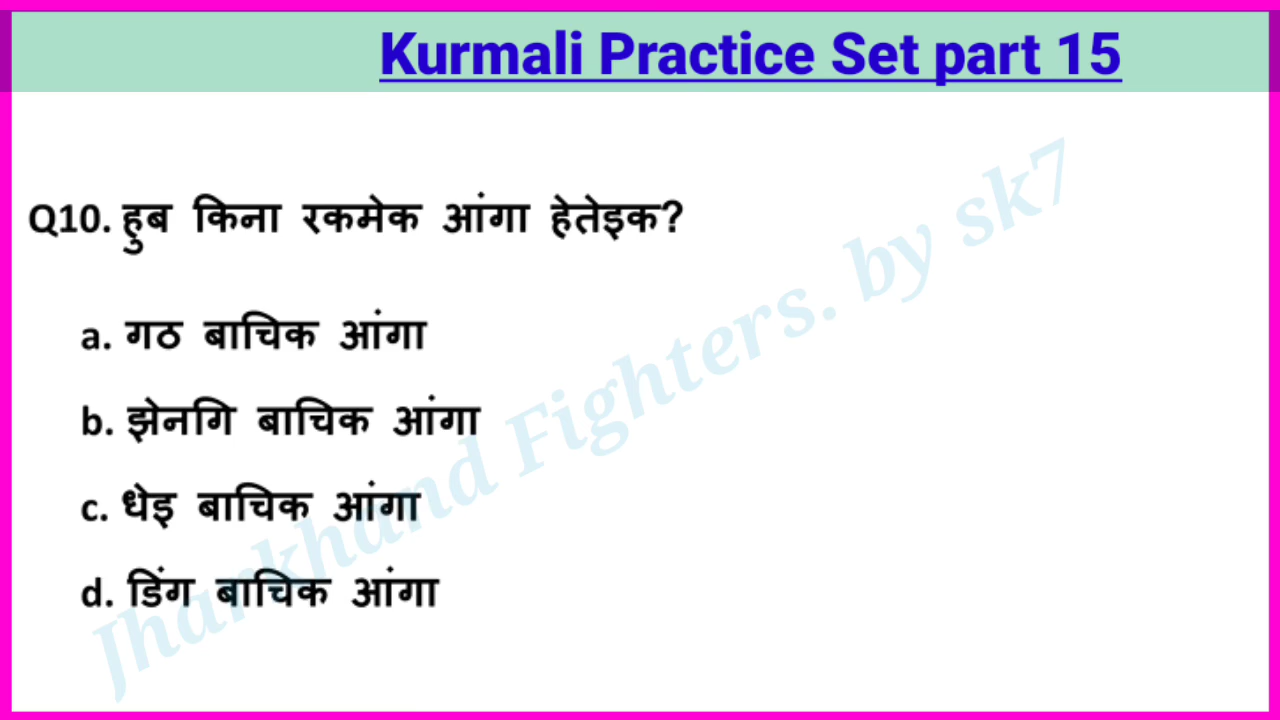 Kurmali Practice Set part 15
Q10. हुब किना रकमेक आंगा हेतेइक?
a. गठ बाचिक आंगा
b. झेनगि बाचिक आंगा
c. धेइ बाचिक आंगा
d. डिंग बाचिक आंगा
Jharkhand Fighters. by sk7